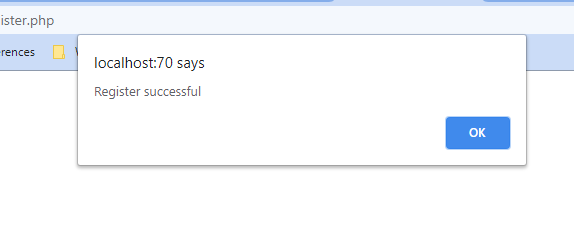 ister.php
rences
localhost:70 says
Register successful
OK